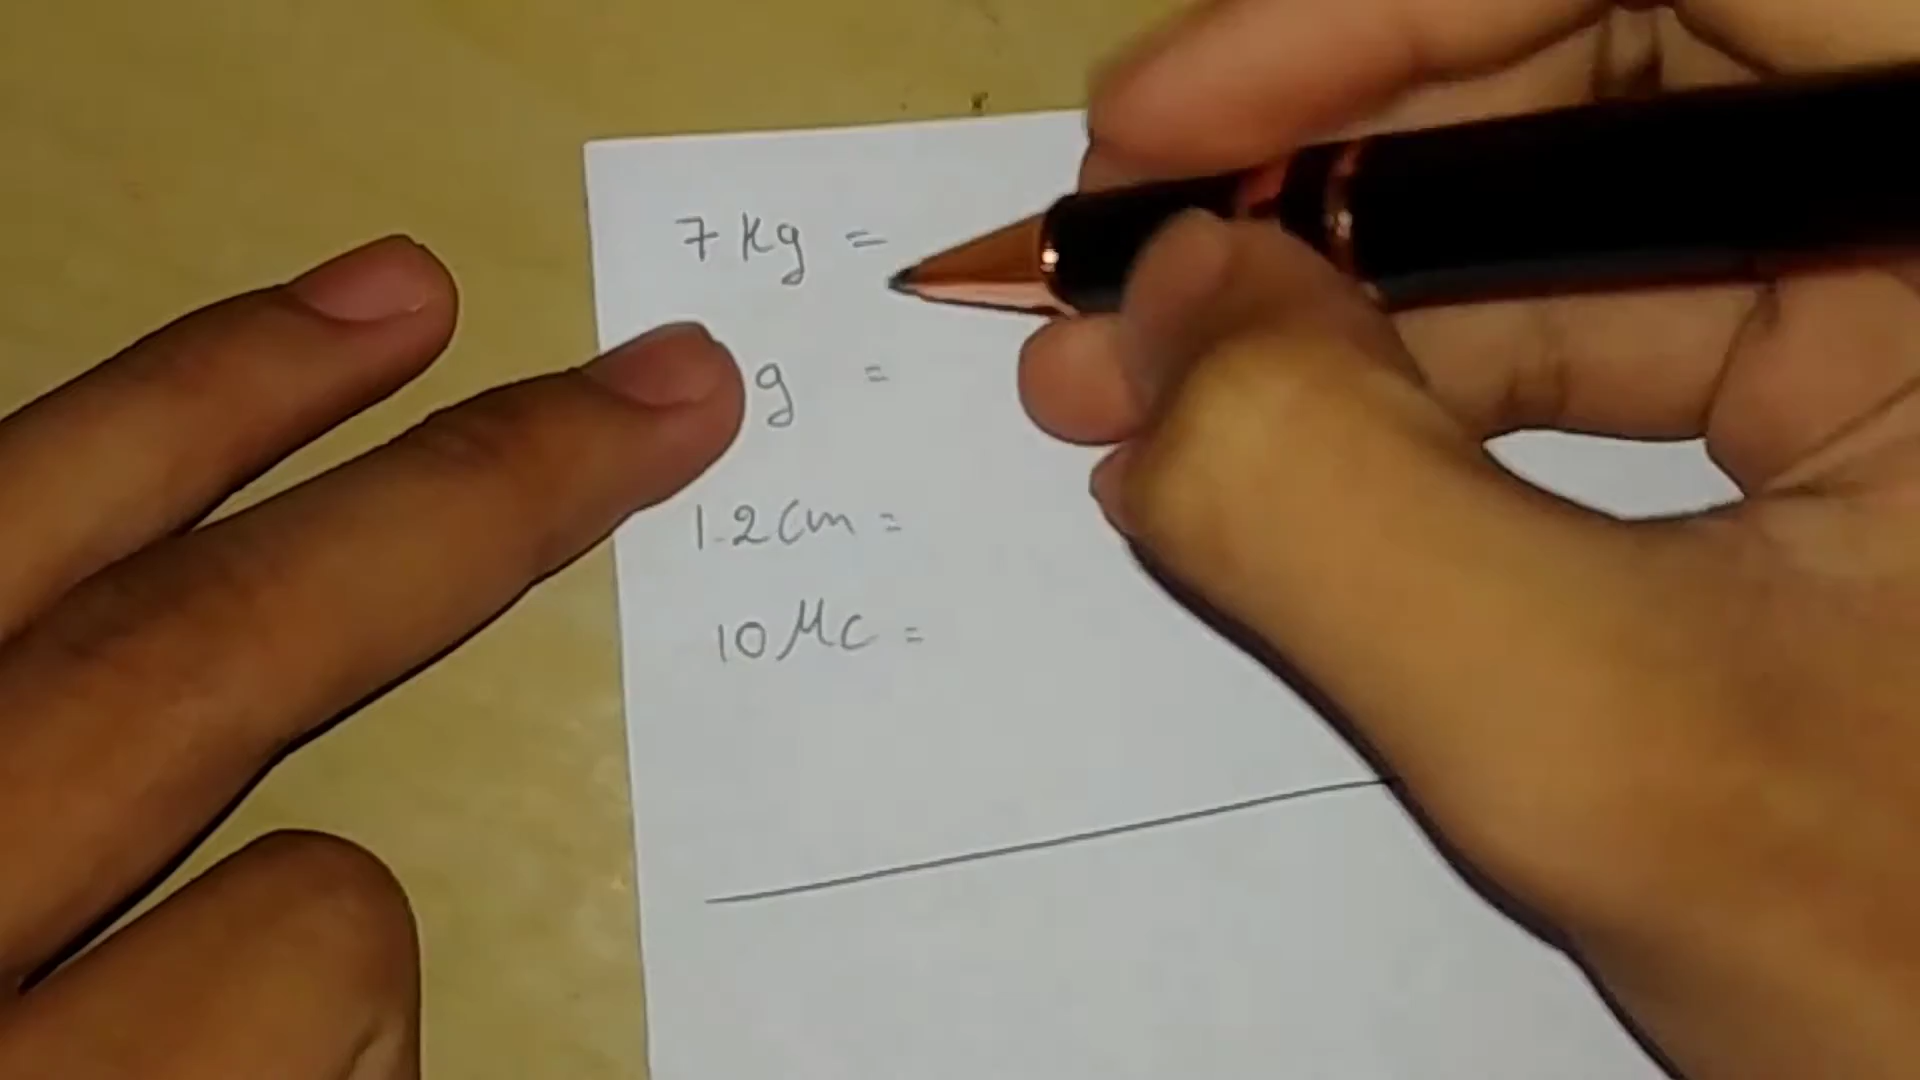 7 Kg =
g =
1.2 Cm =
10 μC =